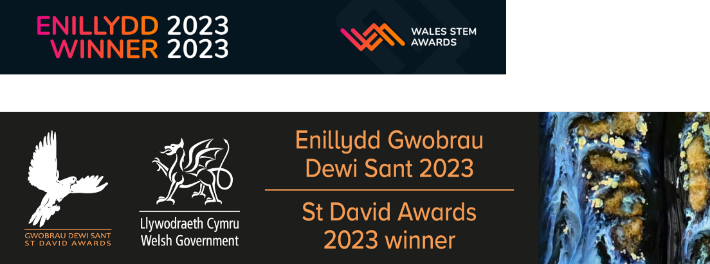 ENILLYDD 2023
WINNER 2023
WALES STEM
AWARDS
GWOBRAU DEWI SANT
ST DAVID AWARDS
Llywodraeth Cymru
Welsh Government
Enillydd Gwobrau
Dewi Sant 2023
St David Awards
2023 winner